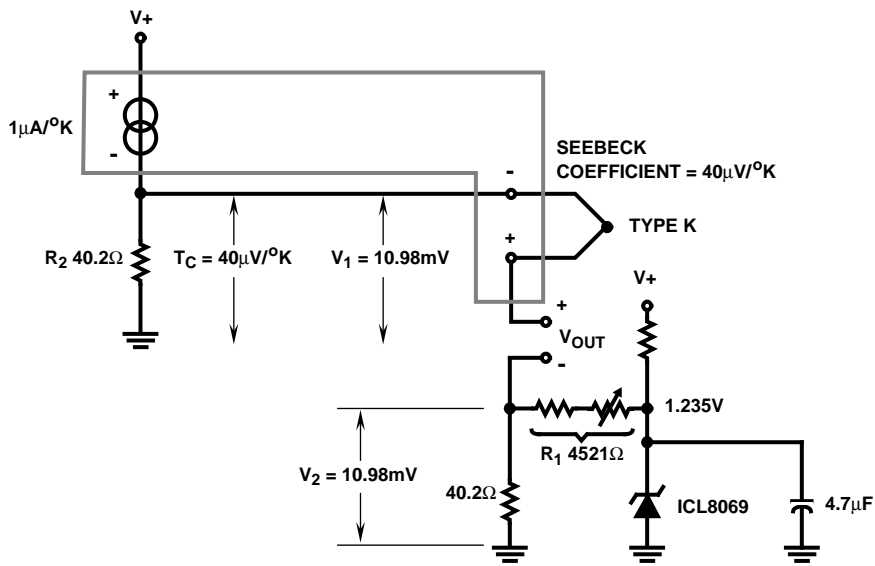 V+
+
1μA/°K
-
SEEBECK
COEFFICIENT = 40μV/°K
-
TYPE K
R2 40.2Ω
TC = 40μV/°K
V1 = 10.98mV
+
V+
+
VOUT
-
1.235V
R1 4521Ω
V2 = 10.98mV
40.2Ω
ICL8069
4.7μF